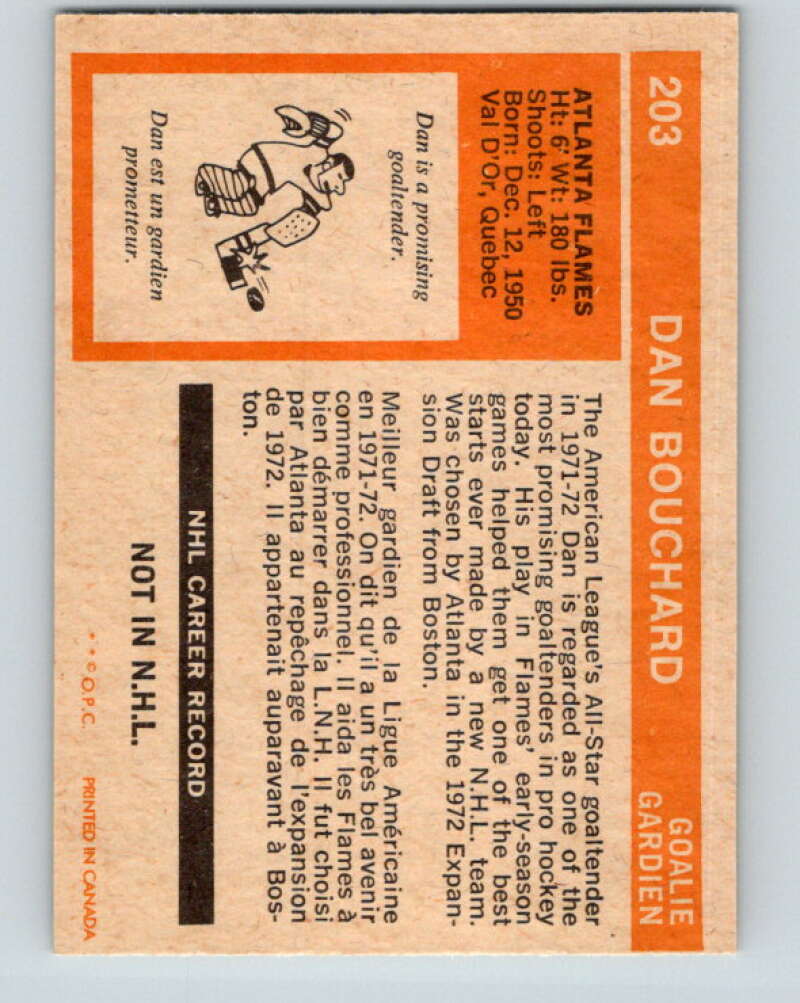 203
DAN BOUCHARD
GOALIE
GARDIEN
ATLANTA FLAMES
Ht: 6' Wt: 180 lbs.
Shoots: Left
Born: Dec. 12, 1950
Val D'Or, Quebec
Dan is a promising
goaltender.
Dan est un gardien
prometteur.
The American League's All-Star goaltender
in 1971-72 Dan is regarded as one of the
most promising goaltenders in pro hockey
today. His play in Flames' early-season
games helped them get one of the best
starts ever made by a new N.H.L. team.
Was chosen by Atlanta in the 1972 Expan-
sion Draft from Boston.
Meilleur gardien de la Ligue Américaine
en 1971-72. On dit qu'il a un très bel avenir
comme professionnel. Il aida les Flames à
bien démarrer dans la L.N.H. Il fut choisi
par Atlanta au repêchage de l'expansion
de 1972. Il appartenait auparavant à Bos-
ton.
NHL CAREER RECORD
NOT IN N.H.L.
* * © O.P.C. PRINTED IN CANADA